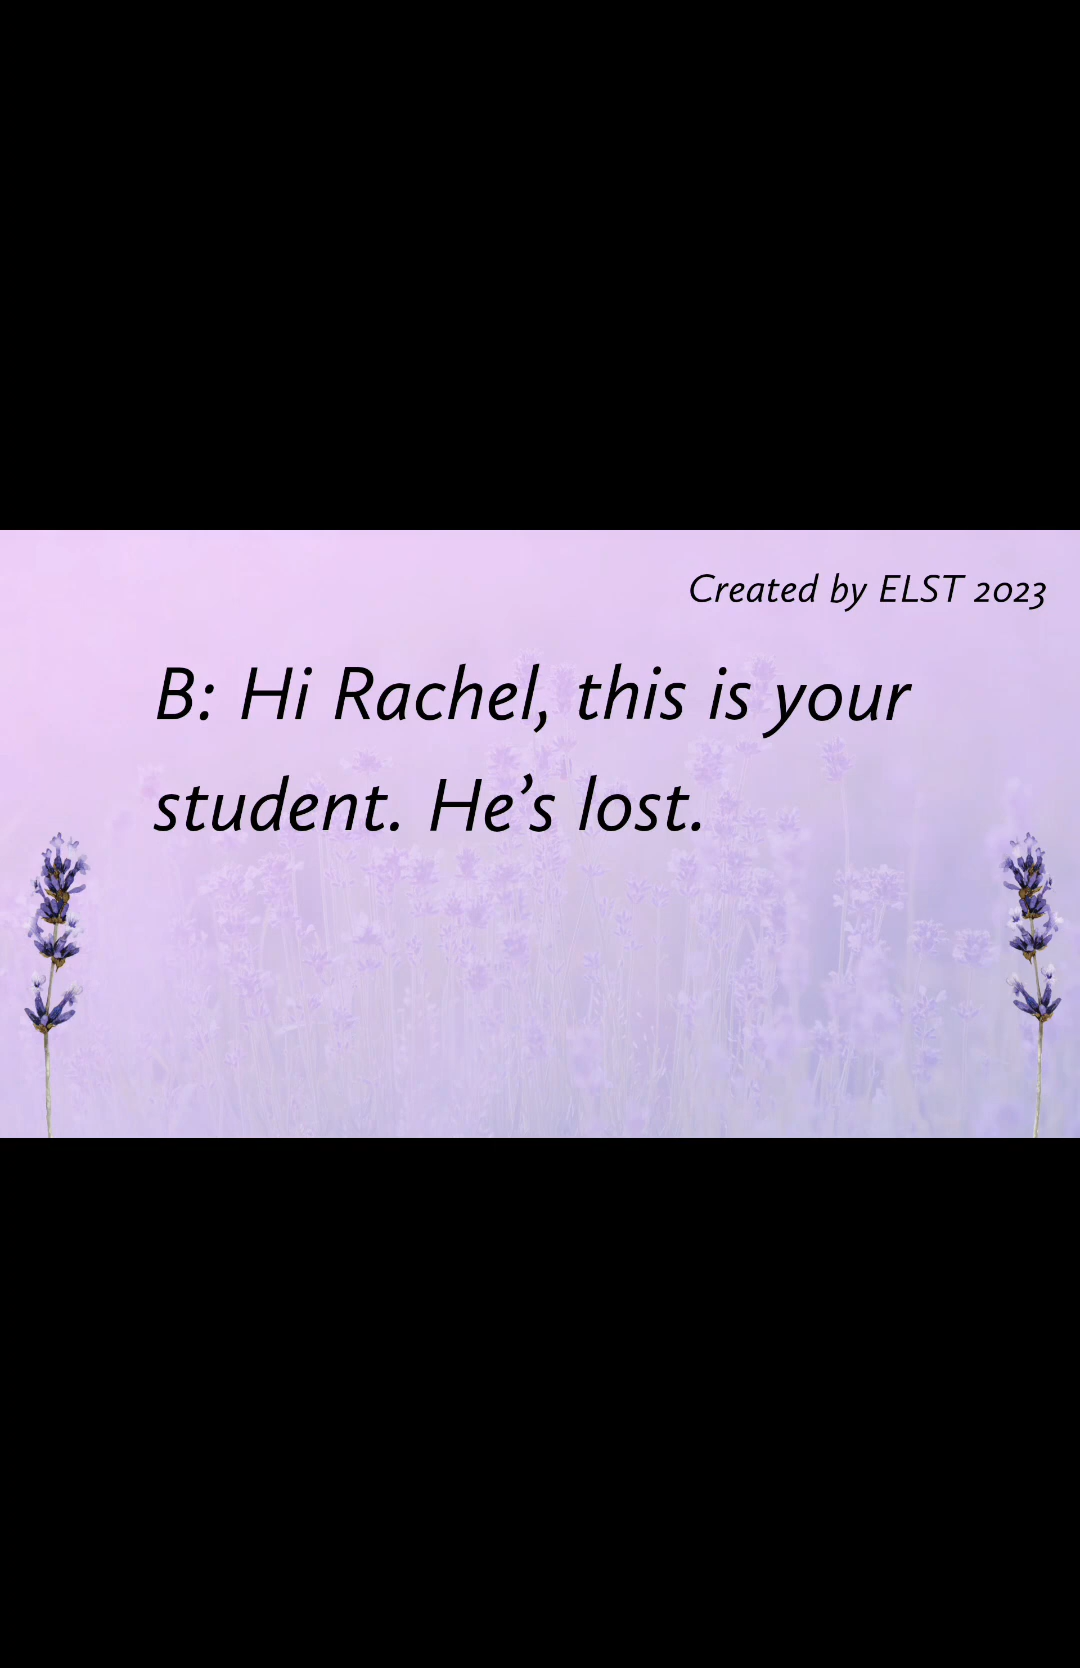 Created by ELST 2023
B: Hi Rachel, this is your
student. He’s lost.